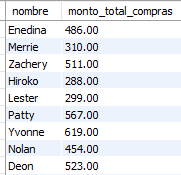 nombre monto_total_compras
Enedina 486.00
Merrie 310.00
Zachery 511.00
Hiroko 288.00
Lester 299.00
Patty 567.00
Yvonne 619.00
Nolan 454.00
Deon 523.00